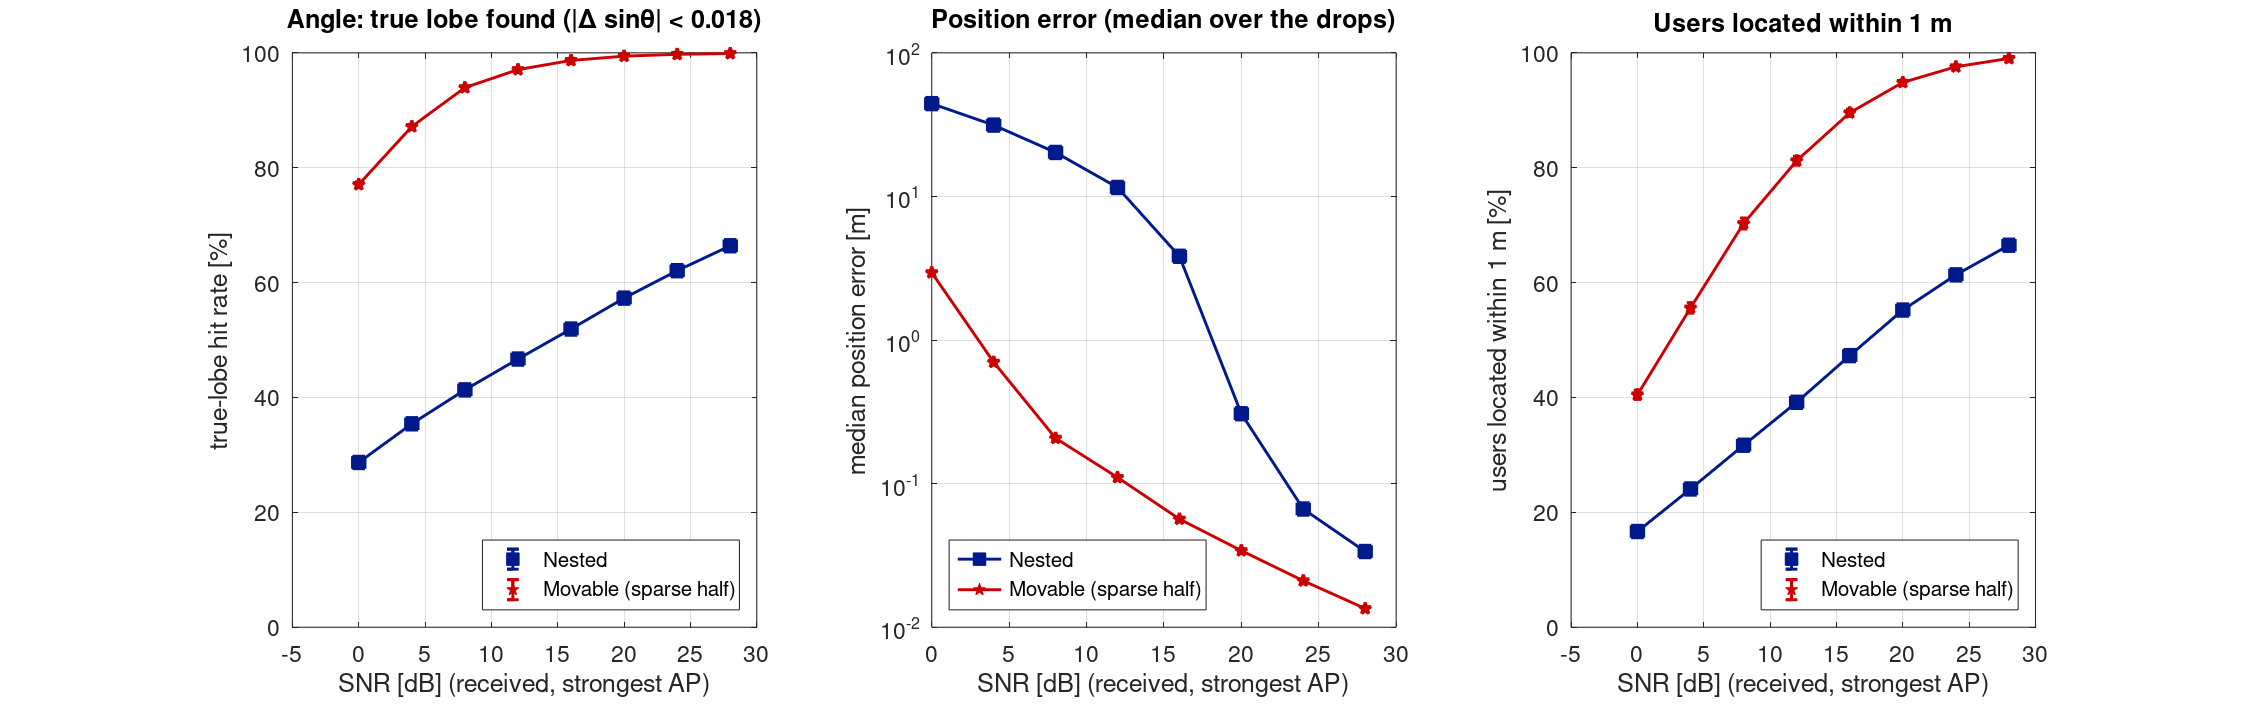 Angle: true lobe found (|Δ sinθ| < 0.018)
100
80
60
40
20
0
-5 0 5 10 15 20 25 30
true-lobe hit rate [%]
SNR [dB] (received, strongest AP)
Nested
Movable (sparse half)
Position error (median over the drops)
10^2
10^1
10^0
10^-1
10^-2
0 5 10 15 20 25 30
median position error [m]
SNR [dB] (received, strongest AP)
Nested
Movable (sparse half)
Users located within 1 m
100
80
60
40
20
0
-5 0 5 10 15 20 25 30
users located within 1 m [%]
SNR [dB] (received, strongest AP)
Nested
Movable (sparse half)